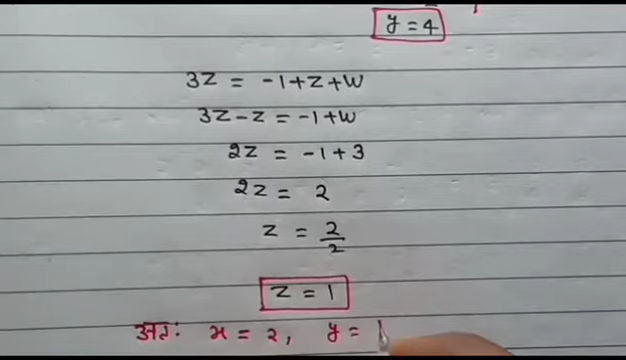 y = 4
3z = -1+z+w
3z-z = -1+w
2z = -1+3
2z = 2
z = 2/2
z = 1
अतः x = 2, y =